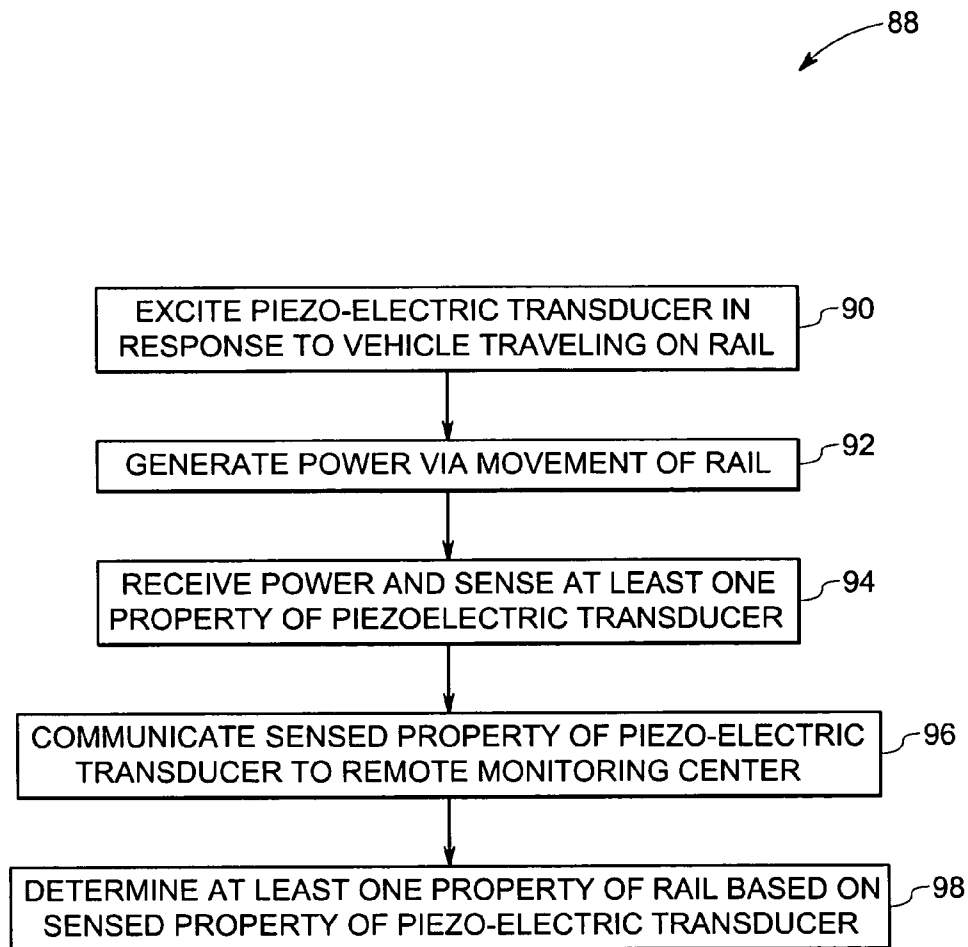 88
EXCITE PIEZO-ELECTRIC TRANSDUCER IN
RESPONSE TO VEHICLE TRAVELING ON RAIL
90
GENERATE POWER VIA MOVEMENT OF RAIL
92
RECEIVE POWER AND SENSE AT LEAST ONE
PROPERTY OF PIEZOELECTRIC TRANSDUCER
94
COMMUNICATE SENSED PROPERTY OF PIEZO-ELECTRIC
TRANSDUCER TO REMOTE MONITORING CENTER
96
DETERMINE AT LEAST ONE PROPERTY OF RAIL BASED ON
SENSED PROPERTY OF PIEZO-ELECTRIC TRANSDUCER
98